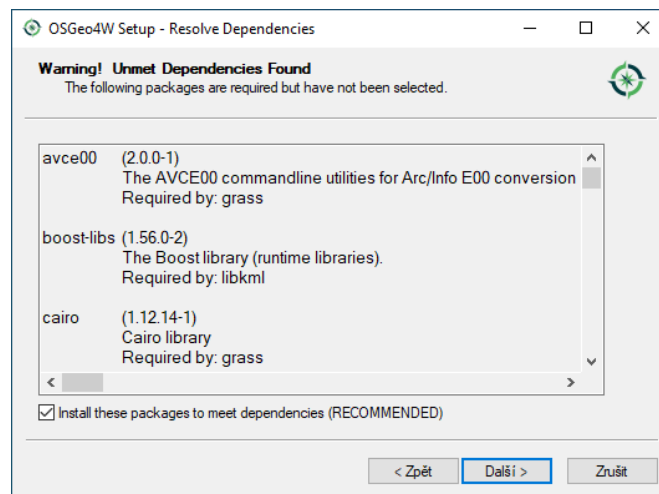 OSGeo4W Setup - Resolve Dependencies
Warning! Unmet Dependencies Found
The following packages are required but have not been selected.
avce00 (2.0.0-1)
The AVCE00 commandline utilities for Arc/Info E00 conversion
Required by: grass
boost-libs (1.56.0-2)
The Boost library (runtime libraries).
Required by: libkml
cairo (1.12.14-1)
Cairo library
Required by: grass
Install these packages to meet dependencies (RECOMMENDED)
< Zpět Další > Zrušit